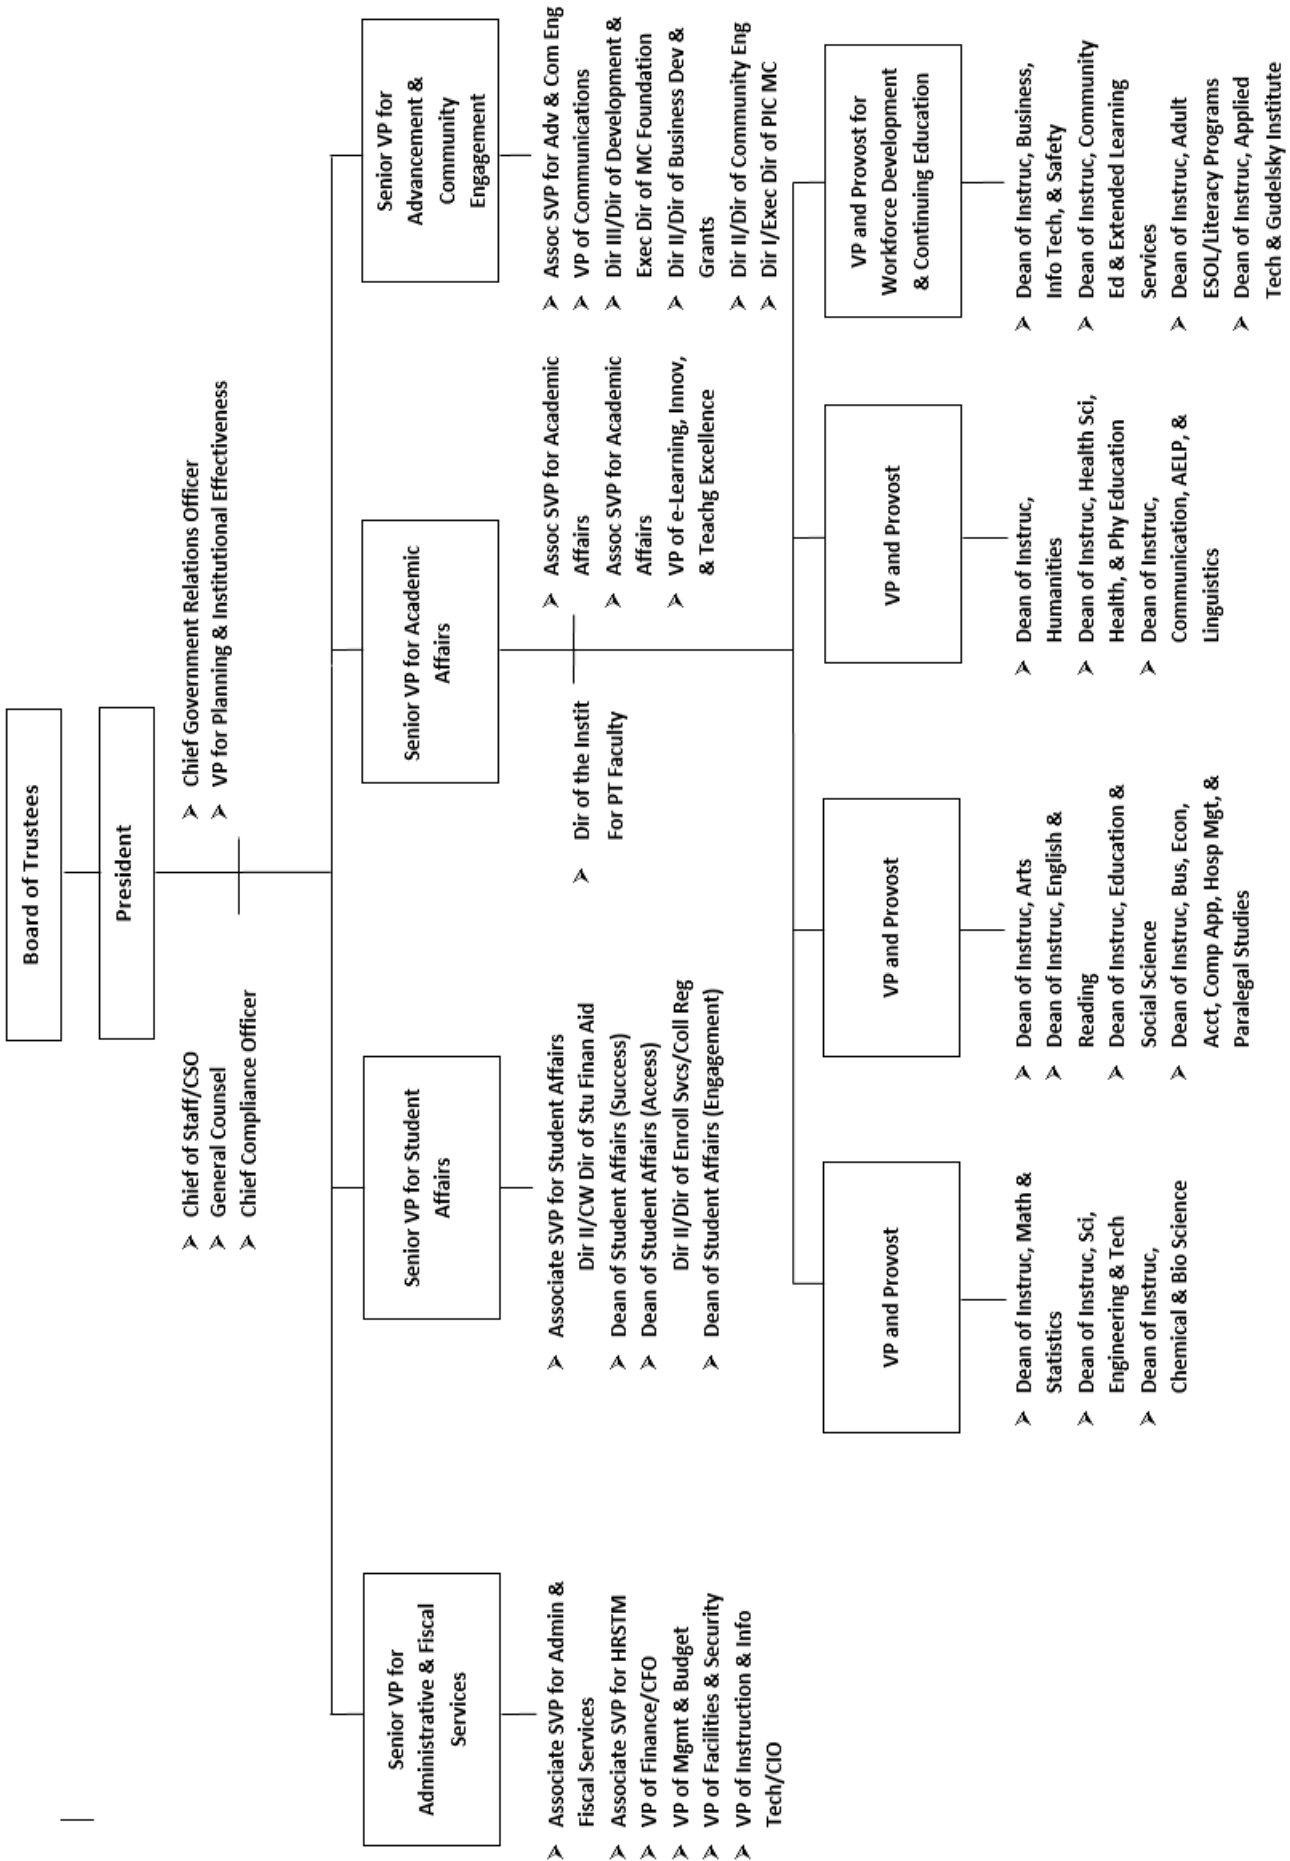 Board of Trustees
President
➢ Chief of Staff/CSO
➢ General Counsel
➢ Chief Compliance Officer
➢ Chief Government Relations Officer
➢ VP for Planning & Institutional Effectiveness
Senior VP for
Administrative & Fiscal
Services
➢ Associate SVP for Admin &
Fiscal Services
➢ Associate SVP for HRSTM
➢ VP of Finance/CFO
➢ VP of Mgmt & Budget
➢ VP of Facilities & Security
➢ VP of Instruction & Info
Tech/CIO
Senior VP for Student
Affairs
➢ Associate SVP for Student Affairs
Dir II/CW Dir of Stu Finan Aid
➢ Dean of Student Affairs (Success)
➢ Dean of Student Affairs (Access)
Dir II/Dir of Enroll Svcs/Coll Reg
➢ Dean of Student Affairs (Engagement)
Senior VP for Academic
Affairs
➢ Dir of the Instit
For PT Faculty
➢ Assoc SVP for Academic
Affairs
➢ Assoc SVP for Academic
Affairs
➢ VP of e-Learning, Innov,
& Teachg Excellence
Senior VP for
Advancement &
Community
Engagement
➢ Assoc SVP for Adv & Com Eng
➢ VP of Communications
➢ Dir III/Dir of Development &
Exec Dir of MC Foundation
➢ Dir II/Dir of Business Dev &
Grants
➢ Dir II/Dir of Community Eng
➢ Dir I/Exec Dir of PIC MC
VP and Provost
➢ Dean of Instruc, Math &
Statistics
➢ Dean of Instruc, Sci,
Engineering & Tech
➢ Dean of Instruc,
Chemical & Bio Science
VP and Provost
➢ Dean of Instruc, Arts
➢ Dean of Instruc, English &
Reading
➢ Dean of Instruc, Education &
Social Science
➢ Dean of Instruc, Bus, Econ,
Acct, Comp App, Hosp Mgt, &
Paralegal Studies
VP and Provost
➢ Dean of Instruc,
Humanities
➢ Dean of Instruc, Health Sci,
Health, & Phy Education
➢ Dean of Instruc,
Communication, AELP, &
Linguistics
VP and Provost for
Workforce Development
& Continuing Education
➢ Dean of Instruc, Business,
Info Tech, & Safety
➢ Dean of Instruc, Community
Ed & Extended Learning
Services
➢ Dean of Instruc, Adult
ESOL/Literacy Programs
➢ Dean of Instruc, Applied
Tech & Gudelsky Institute